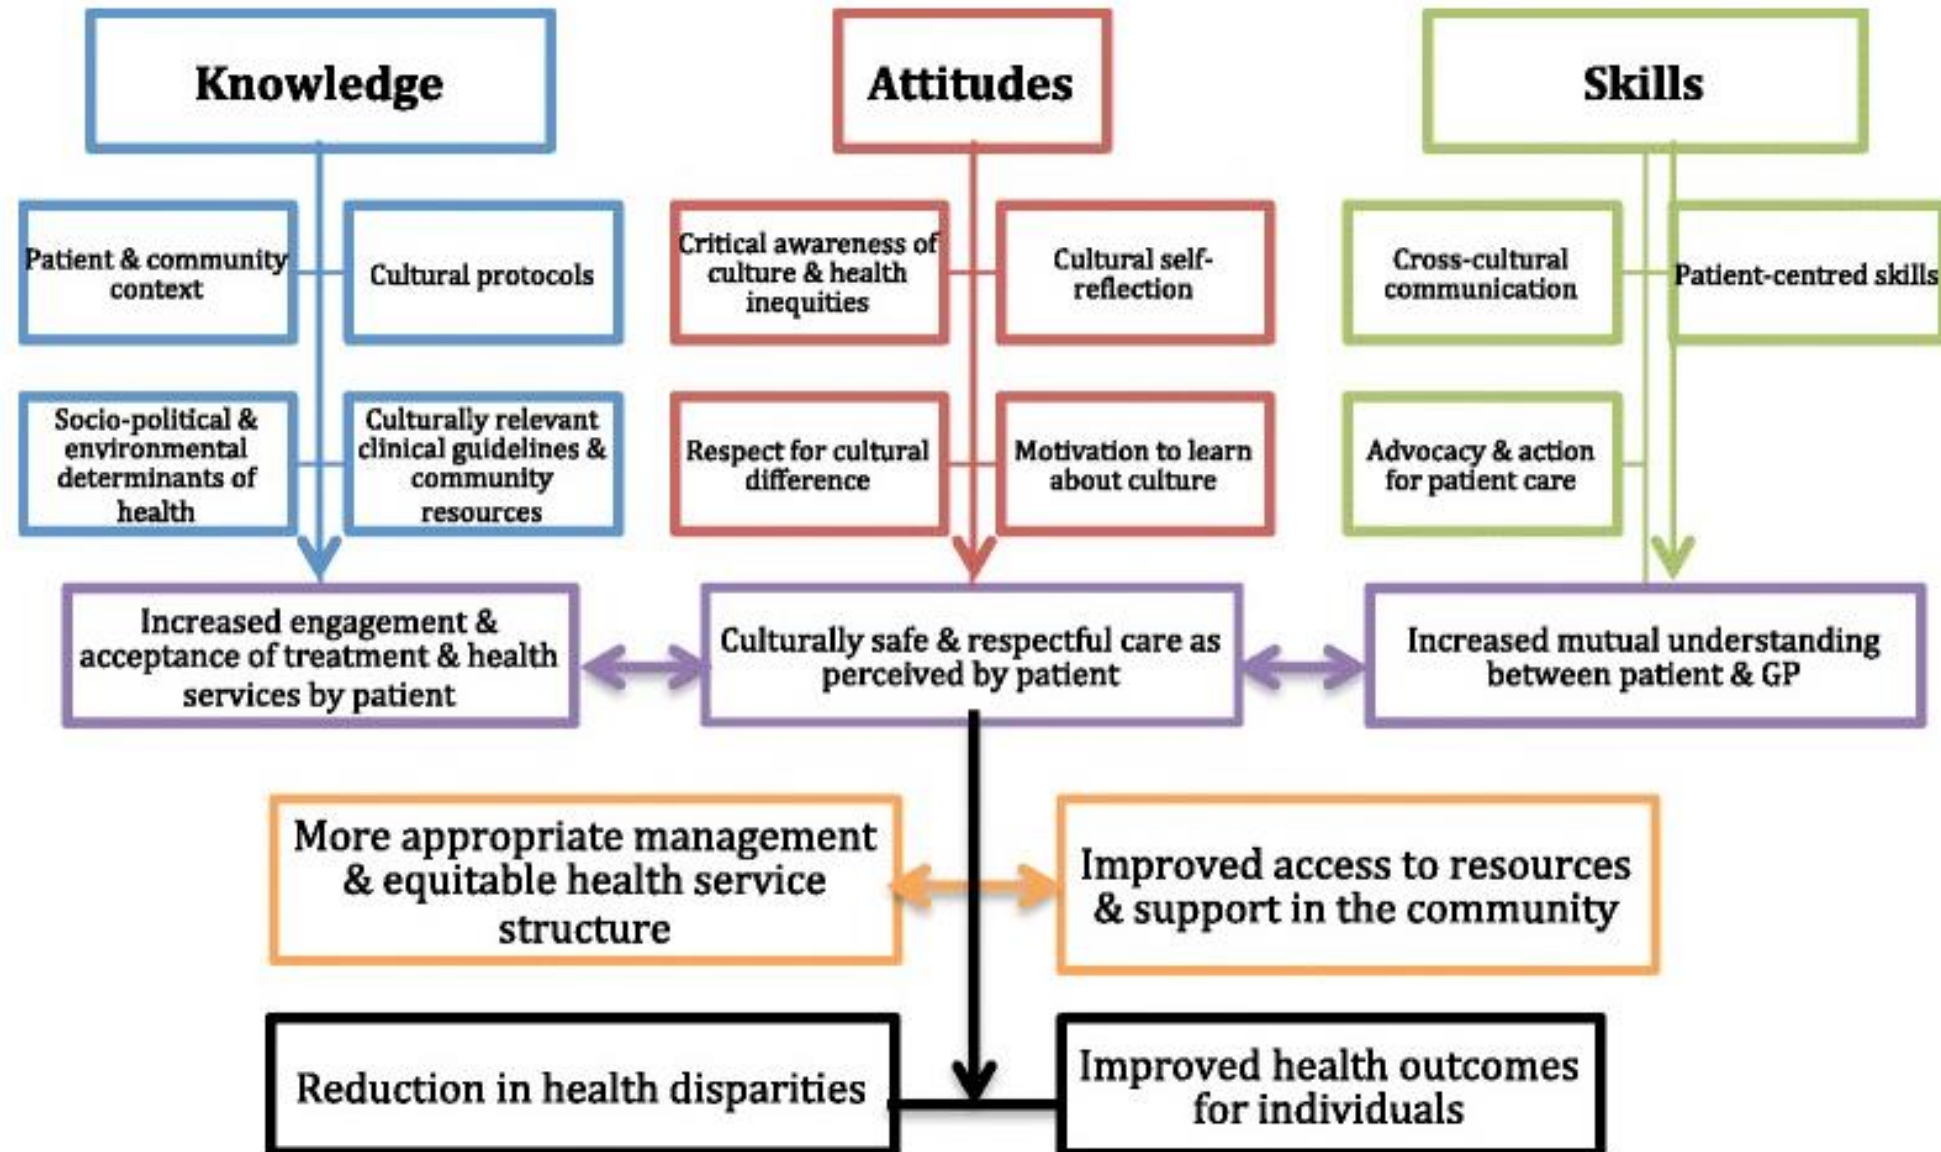 Knowledge
Attitudes
Skills
Patient & community
context
Cultural protocols
Critical awareness of
culture & health
inequities
Cultural self-
reflection
Cross-cultural
communication
Patient-centred skills
Socio-political &
environmental
determinants of
health
Culturally relevant
clinical guidelines &
community
resources
Respect for cultural
difference
Motivation to learn
about culture
Advocacy & action
for patient care
Increased engagement &
acceptance of treatment & health
services by patient
Culturally safe & respectful care as
perceived by patient
Increased mutual understanding
between patient & GP
More appropriate management
& equitable health service
structure
Improved access to resources
& support in the community
Reduction in health disparities
Improved health outcomes
for individuals